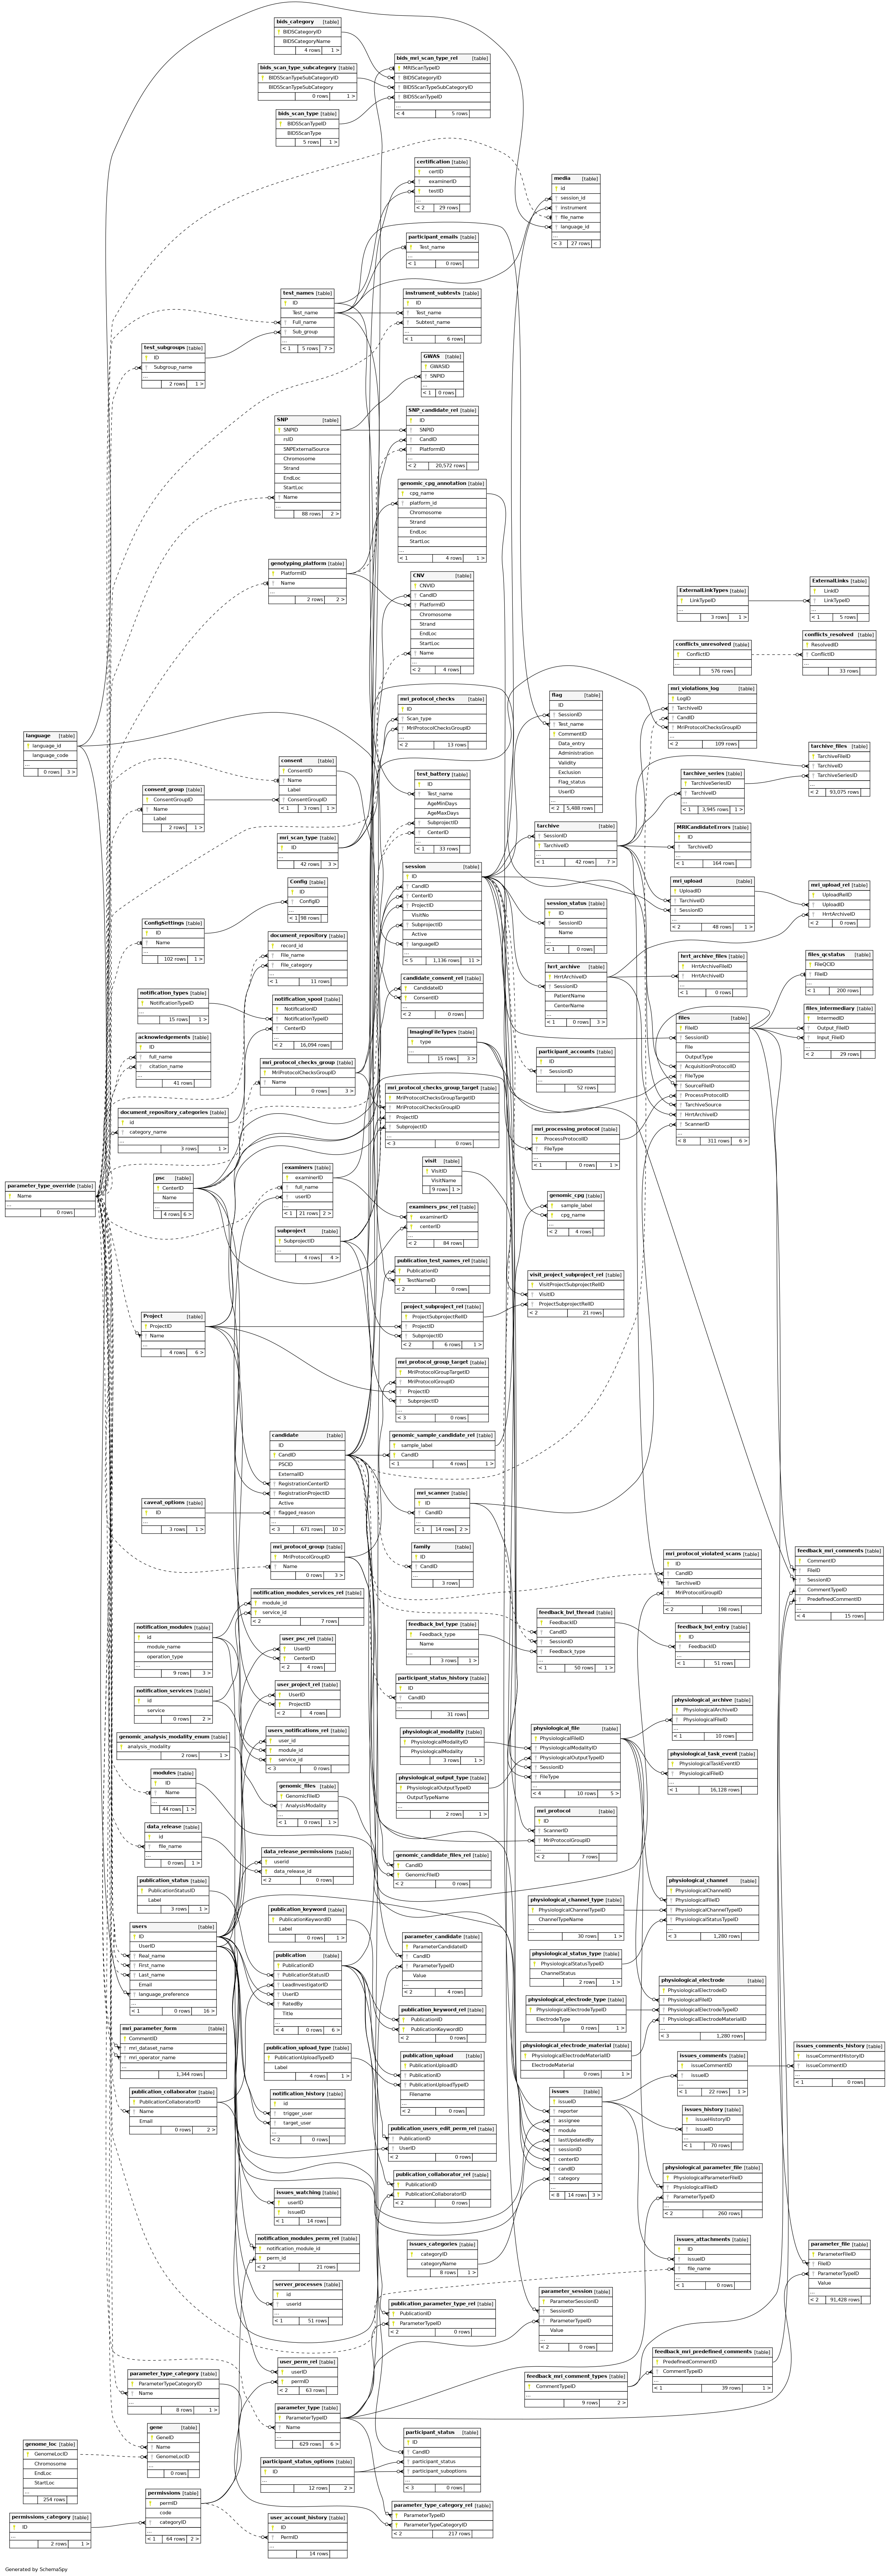 bids_category [table]
BIDSCategoryID
BIDSCategoryName
4 rows 1 >
bids_scan_type_subcategory [table]
BIDSScanTypeSubCategoryID
BIDSScanTypeSubCategory
0 rows 1 >
bids_scan_type [table]
BIDSScanTypeID
BIDSScanType
5 rows 1 >
bids_mri_scan_type_rel [table]
MRIScanTypeID
BIDSCategoryID
BIDSScanTypeSubCategoryID
BIDSScanTypeID
...
< 4 5 rows
certification [table]
certID
examinerID
testID
...
< 2 29 rows
media [table]
id
session_id
instrument
file_name
language_id
...
< 3 27 rows
participant_emails [table]
Test_name
...
< 1 0 rows
test_names [table]
ID
Test_name
Full_name
Sub_group
...
< 1 5 rows 7 >
instrument_subtests [table]
ID
Test_name
Subtest_name
...
< 1 6 rows
test_subgroups [table]
ID
Subgroup_name
...
2 rows 1 >
GWAS [table]
GWASID
SNPID
...
< 1 0 rows
SNP [table]
SNPID
rsID
SNPExternalSource
Chromosome
Strand
EndLoc
StartLoc
Name
...
88 rows 2 >
SNP_candidate_rel [table]
ID
SNPID
CandID
PlatformID
...
< 2 20,572 rows
genomic_cpg_annotation [table]
cpg_name
platform_id
Chromosome
Strand
EndLoc
StartLoc
...
< 1 4 rows 1 >
genotyping_platform [table]
PlatformID
Name
...
2 rows 2 >
CNV [table]
CNVID
CandID
PlatformID
Chromosome
Strand
EndLoc
StartLoc
Name
...
< 2 4 rows
ExternalLinkTypes [table]
LinkTypeID
...
3 rows 1 >
ExternalLinks [table]
LinkID
LinkTypeID
...
< 1 5 rows
conflicts_unresolved [table]
ConflictID
...
576 rows
conflicts_resolved [table]
ResolvedID
ConflictID
...
33 rows
mri_protocol_checks [table]
ID
Scan_type
MriProtocolChecksGroupID
...
< 2 13 rows
flag [table]
ID
SessionID
Test_name
CommentID
Data_entry
Administration
Validity
Exclusion
Flag_status
UserID
...
< 2 5,488 rows
mri_violations_log [table]
LogID
TarchiveID
CandID
MriProtocolChecksGroupID
...
< 2 109 rows
language [table]
language_id
language_code
...
0 rows 3 >
consent [table]
ConsentID
Name
Label
ConsentGroupID
< 1 3 rows 1 >
consent_group [table]
ConsentGroupID
Name
Label
2 rows 1 >
test_battery [table]
ID
Test_name
AgeMinDays
AgeMaxDays
SubprojectID
CenterID
...
< 1 33 rows
tarchive_files [table]
TarchiveFileID
TarchiveID
TarchiveSeriesID
...
< 2 93,075 rows
tarchive_series [table]
TarchiveSeriesID
TarchiveID
...
< 1 3,945 rows 1 >
tarchive [table]
SessionID
TarchiveID
...
< 1 42 rows 7 >
MRICandidateErrors [table]
ID
TarchiveID
...
< 1 164 rows
mri_scan_type [table]
ID
...
42 rows 3 >
session [table]
ID
CandID
CenterID
ProjectID
VisitNo
SubprojectID
Active
languageID
...
< 5 1,136 rows 11 >
Config [table]
ID
ConfigID
...
< 1 98 rows
mri_upload [table]
UploadID
TarchiveID
SessionID
...
< 2 48 rows 1 >
mri_upload_rel [table]
UploadRelID
UploadID
HrrtArchiveID
< 2 0 rows
session_status [table]
ID
SessionID
Name
...
< 1 0 rows
ConfigSettings [table]
ID
Name
...
102 rows 1 >
document_repository [table]
record_id
File_name
File_category
...
< 1 11 rows
hrrt_archive [table]
HrrtArchiveID
SessionID
PatientName
CenterName
...
< 1 0 rows 3 >
hrrt_archive_files [table]
HrrtArchiveFileID
HrrtArchiveID
...
< 1 0 rows
files_qcstatus [table]
FileQCID
FileID
...
< 1 200 rows
candidate_consent_rel [table]
CandidateID
ConsentID
...
< 2 0 rows
notification_types [table]
NotificationTypeID
...
15 rows 1 >
notification_spool [table]
NotificationID
NotificationTypeID
CenterID
...
< 2 16,094 rows
files [table]
FileID
SessionID
File
OutputType
AcquisitionProtocolID
FileType
SourceFileID
ProcessProtocolID
TarchiveSource
HrrtArchiveID
ScannerID
...
< 8 311 rows 6 >
files_intermediary [table]
IntermedID
Output_FileID
Input_FileID
...
< 2 29 rows
acknowledgements [table]
ID
full_name
citation_name
...
41 rows
ImagingFileTypes [table]
type
...
15 rows 3 >
participant_accounts [table]
ID
SessionID
...
52 rows
mri_protocol_checks_group [table]
MriProtocolChecksGroupID
Name
0 rows 3 >
mri_protocol_checks_group_target [table]
MriProtocolChecksGroupTargetID
MriProtocolChecksGroupID
ProjectID
SubprojectID
...
< 3 0 rows
document_repository_categories [table]
id
category_name
...
3 rows 1 >
mri_processing_protocol [table]
ProcessProtocolID
FileType
...
< 1 0 rows 1 >
parameter_type_override [table]
Name
...
0 rows
psc [table]
CenterID
Name
...
4 rows 6 >
examiners [table]
examinerID
full_name
userID
...
< 1 21 rows 2 >
visit [table]
VisitID
VisitName
9 rows 1 >
examiners_psc_rel [table]
examinerID
centerID
...
< 2 84 rows
genomic_cpg [table]
sample_label
cpg_name
...
< 2 4 rows
subproject [table]
SubprojectID
...
4 rows 4 >
publication_test_names_rel [table]
PublicationID
TestNameID
< 2 0 rows
visit_project_subproject_rel [table]
VisitProjectSubprojectRelID
VisitID
ProjectSubprojectRelID
< 2 21 rows
Project [table]
ProjectID
Name
...
4 rows 6 >
project_subproject_rel [table]
ProjectSubprojectRelID
ProjectID
SubprojectID
< 2 6 rows 1 >
mri_protocol_group_target [table]
MriProtocolGroupTargetID
MriProtocolGroupID
ProjectID
SubprojectID
...
< 3 0 rows
candidate [table]
ID
CandID
PSCID
ExternalID
RegistrationCenterID
RegistrationProjectID
Active
flagged_reason
...
< 3 671 rows 10 >
genomic_sample_candidate_rel [table]
sample_label
CandID
< 1 4 rows 1 >
mri_scanner [table]
ID
CandID
...
< 1 14 rows 2 >
caveat_options [table]
ID
...
3 rows 1 >
mri_protocol_group [table]
MriProtocolGroupID
Name
0 rows 3 >
family [table]
ID
CandID
...
3 rows
mri_protocol_violated_scans [table]
ID
CandID
TarchiveID
MriProtocolGroupID
...
< 2 198 rows
feedback_mri_comments [table]
CommentID
FileID
SessionID
CommentTypeID
PredefinedCommentID
...
< 4 15 rows
notification_modules_services_rel [table]
module_id
service_id
< 2 7 rows
feedback_bvl_thread [table]
FeedbackID
CandID
SessionID
Feedback_type
...
< 1 50 rows 1 >
feedback_bvl_type [table]
Feedback_type
Name
...
3 rows 1 >
feedback_bvl_entry [table]
ID
FeedbackID
...
< 1 51 rows
notification_modules [table]
id
module_name
operation_type
...
9 rows 3 >
user_psc_rel [table]
UserID
CenterID
< 2 4 rows
user_project_rel [table]
UserID
ProjectID
< 2 4 rows
participant_status_history [table]
ID
CandID
...
31 rows
notification_services [table]
id
service
0 rows 2 >
physiological_archive [table]
PhysiologicalArchiveID
PhysiologicalFileID
...
< 1 10 rows
genomic_analysis_modality_enum [table]
analysis_modality
2 rows 1 >
users_notifications_rel [table]
user_id
module_id
service_id
< 3 0 rows
physiological_modality [table]
PhysiologicalModalityID
PhysiologicalModality
3 rows 1 >
physiological_file [table]
PhysiologicalFileID
PhysiologicalModalityID
PhysiologicalOutputTypeID
SessionID
FileType
...
< 4 10 rows 5 >
physiological_task_event [table]
PhysiologicalTaskEventID
PhysiologicalFileID
...
< 1 16,128 rows
modules [table]
ID
Name
...
44 rows 1 >
genomic_files [table]
GenomicFileID
AnalysisModality
...
< 1 0 rows 1 >
physiological_output_type [table]
PhysiologicalOutputTypeID
OutputTypeName
...
2 rows 1 >
mri_protocol [table]
ID
ScannerID
MriProtocolGroupID
...
< 2 7 rows
data_release [table]
id
file_name
...
0 rows 1 >
data_release_permissions [table]
userid
data_release_id
< 2 0 rows
genomic_candidate_files_rel [table]
CandID
GenomicFileID
< 2 0 rows
publication_status [table]
PublicationStatusID
Label
3 rows 1 >
physiological_channel_type [table]
PhysiologicalChannelTypeID
ChannelTypeName
...
30 rows 1 >
physiological_channel [table]
PhysiologicalChannelID
PhysiologicalFileID
PhysiologicalChannelTypeID
PhysiologicalStatusTypeID
...
< 3 1,280 rows
publication_keyword [table]
PublicationKeywordID
Label
0 rows 1 >
users [table]
ID
UserID
Real_name
First_name
Last_name
Email
language_preference
...
< 1 0 rows 16 >
parameter_candidate [table]
ParameterCandidateID
CandID
ParameterTypeID
Value
...
< 2 4 rows
publication [table]
PublicationID
PublicationStatusID
LeadInvestigatorID
UserID
RatedBy
Title
...
< 4 0 rows 6 >
physiological_status_type [table]
PhysiologicalStatusTypeID
ChannelStatus
2 rows 1 >
physiological_electrode_type [table]
PhysiologicalElectrodeTypeID
ElectrodeType
0 rows 1 >
physiological_electrode [table]
PhysiologicalElectrodeID
PhysiologicalFileID
PhysiologicalElectrodeTypeID
PhysiologicalElectrodeMaterialID
...
< 3 1,280 rows
publication_keyword_rel [table]
PublicationID
PublicationKeywordID
< 2 0 rows
mri_parameter_form [table]
CommentID
mri_dataset_name
mri_operator_name
...
1,344 rows
publication_upload_type [table]
PublicationUploadTypeID
Label
4 rows 1 >
publication_upload [table]
PublicationUploadID
PublicationID
PublicationUploadTypeID
Filename
...
< 2 0 rows
physiological_electrode_material [table]
PhysiologicalElectrodeMaterialID
ElectrodeMaterial
0 rows 1 >
issues_comments [table]
issueCommentID
issueID
...
< 1 22 rows 1 >
issues_comments_history [table]
issueCommentHistoryID
issueCommentID
...
< 1 0 rows
publication_collaborator [table]
PublicationCollaboratorID
Name
Email
0 rows 2 >
notification_history [table]
id
trigger_user
target_user
...
< 2 0 rows
issues [table]
issueID
reporter
assignee
module
lastUpdatedBy
sessionID
centerID
candID
category
...
< 8 14 rows 3 >
issues_history [table]
issueHistoryID
issueID
...
< 1 70 rows
publication_users_edit_perm_rel [table]
PublicationID
UserID
< 2 0 rows
issues_watching [table]
userID
issueID
< 1 14 rows
publication_collaborator_rel [table]
PublicationID
PublicationCollaboratorID
< 2 0 rows
physiological_parameter_file [table]
PhysiologicalParameterFileID
PhysiologicalFileID
ParameterTypeID
...
< 2 260 rows
notification_modules_perm_rel [table]
notification_module_id
perm_id
< 2 21 rows
issues_categories [table]
categoryID
categoryName
8 rows 1 >
issues_attachments [table]
ID
issueID
file_name
...
< 1 0 rows
parameter_file [table]
ParameterFileID
FileID
ParameterTypeID
Value
...
< 2 91,428 rows
server_processes [table]
id
userid
...
< 1 51 rows
publication_parameter_type_rel [table]
PublicationID
ParameterTypeID
< 2 0 rows
parameter_session [table]
ParameterSessionID
SessionID
ParameterTypeID
Value
...
< 2 0 rows
user_perm_rel [table]
userID
permID
< 2 63 rows
feedback_mri_comment_types [table]
CommentTypeID
...
9 rows 2 >
feedback_mri_predefined_comments [table]
PredefinedCommentID
CommentTypeID
...
< 1 39 rows 1 >
parameter_type_category [table]
ParameterTypeCategoryID
Name
...
8 rows 1 >
parameter_type [table]
ParameterTypeID
Name
...
629 rows 6 >
gene [table]
GeneID
Name
GenomeLocID
...
0 rows
genome_loc [table]
GenomeLocID
Chromosome
EndLoc
StartLoc
...
254 rows
participant_status_options [table]
ID
...
12 rows 2 >
participant_status [table]
ID
CandID
participant_status
participant_suboptions
...
< 3 0 rows
permissions [table]
permID
code
categoryID
...
< 1 64 rows 2 >
permissions_category [table]
ID
...
2 rows 1 >
user_account_history [table]
ID
PermID
...
14 rows
parameter_type_category_rel [table]
ParameterTypeID
ParameterTypeCategoryID
< 2 217 rows
Generated by SchemaSpy